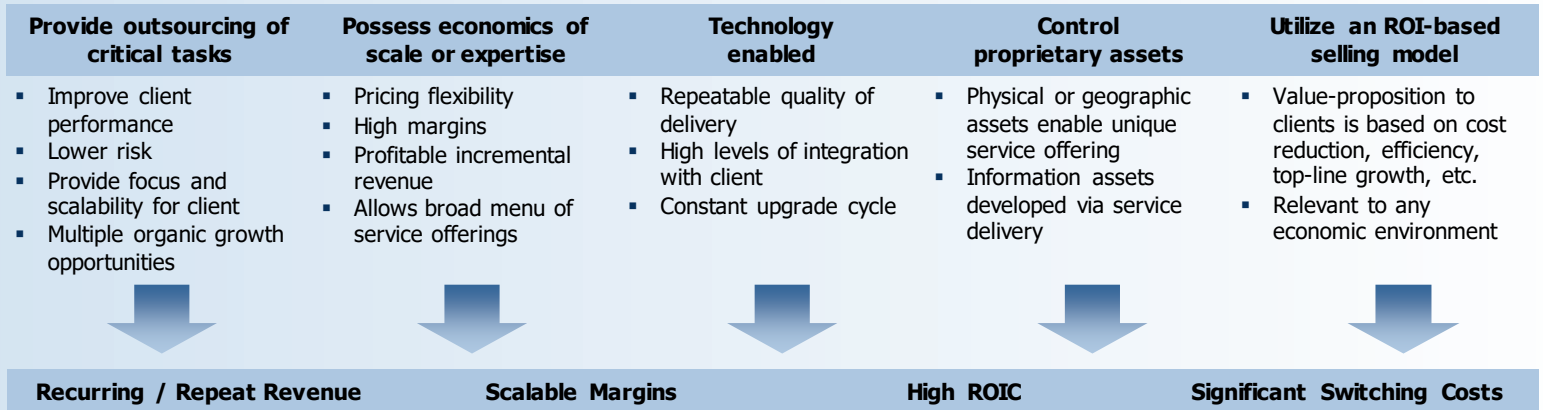 Provide outsourcing of
critical tasks
▪ Improve client
performance
▪ Lower risk
▪ Provide focus and
scalability for client
▪ Multiple organic growth
opportunities
Possess economics of
scale or expertise
▪ Pricing flexibility
▪ High margins
▪ Profitable incremental
revenue
▪ Allows broad menu of
service offerings
Technology
enabled
▪ Repeatable quality of
delivery
▪ High levels of integration
with client
▪ Constant upgrade cycle
Control
proprietary assets
▪ Physical or geographic
assets enable unique
service offering
▪ Information assets
developed via service
delivery
Utilize an ROI-based
selling model
▪ Value-proposition to
clients is based on cost
reduction, efficiency,
top-line growth, etc.
▪ Relevant to any
economic environment
Recurring / Repeat Revenue
Scalable Margins
High ROIC
Significant Switching Costs